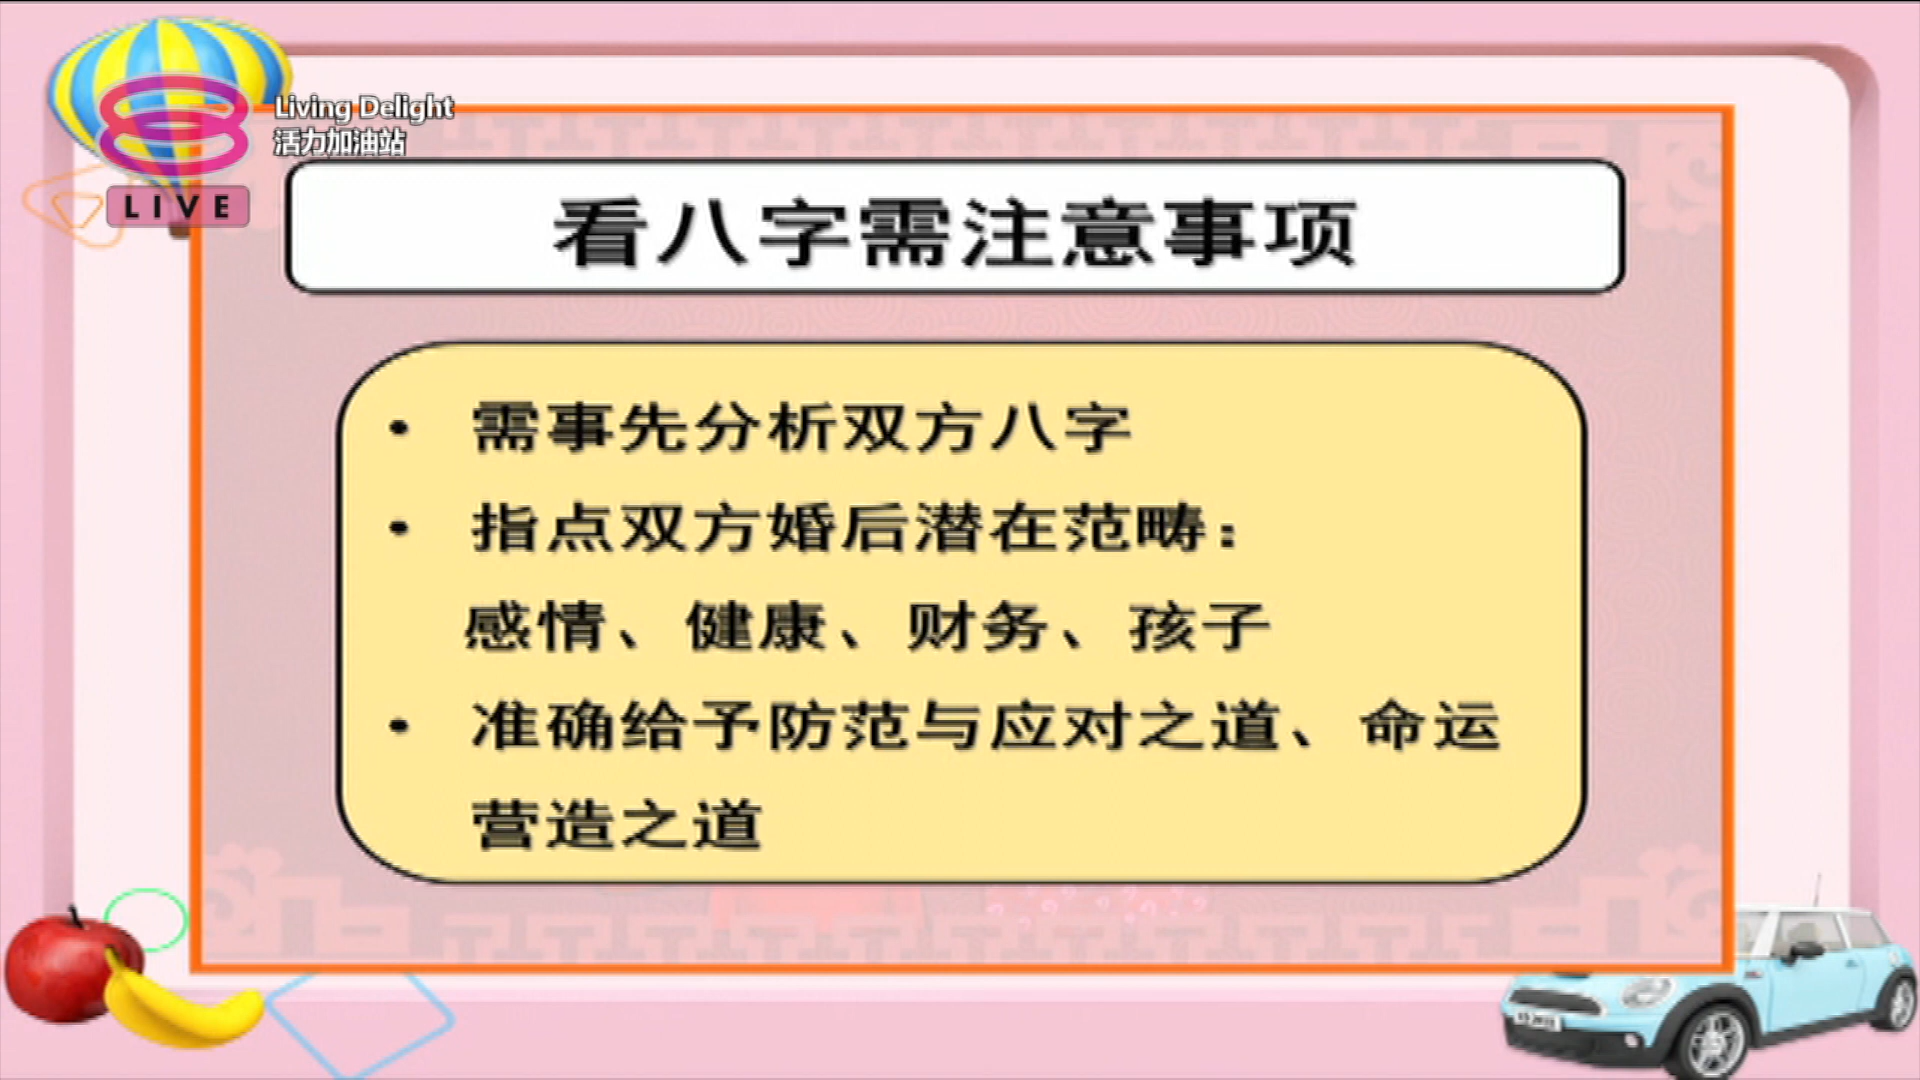 Living Delight
活力加油站
LIVE
看八字需注意事项
• 需事先分析双方八字
• 指点双方婚后潜在范畴：
感情、健康、财务、孩子
• 准确给予防范与应对之道、命运
营造之道